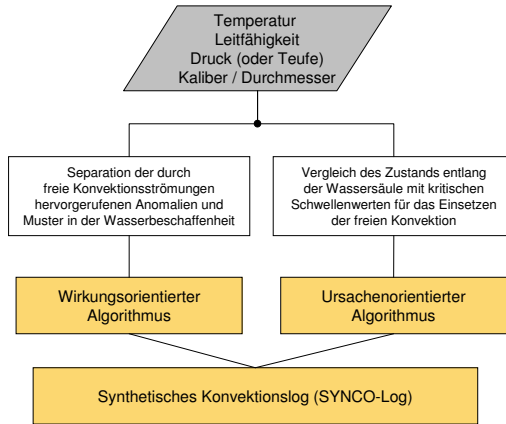 Temperatur
Leitfähigkeit
Druck (oder Teufe)
Kaliber / Durchmesser
Separation der durch
freie Konvektionsströmungen
hervorgerufenen Anomalien und
Muster in der Wasserbeschaffenheit
Vergleich des Zustands entlang
der Wassersäule mit kritischen
Schwellenwerten für das Einsetzen
der freien Konvektion
Wirkungsorientierter
Algorithmus
Ursachenorientierter
Algorithmus
Synthetisches Konvektionslog (SYNCO-Log)